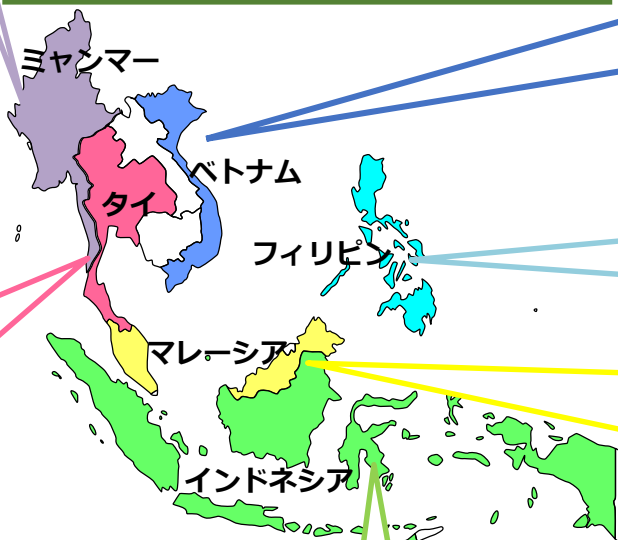 ミャンマー
ベトナム
タイ
フィリピン
マレーシア
インドネシア